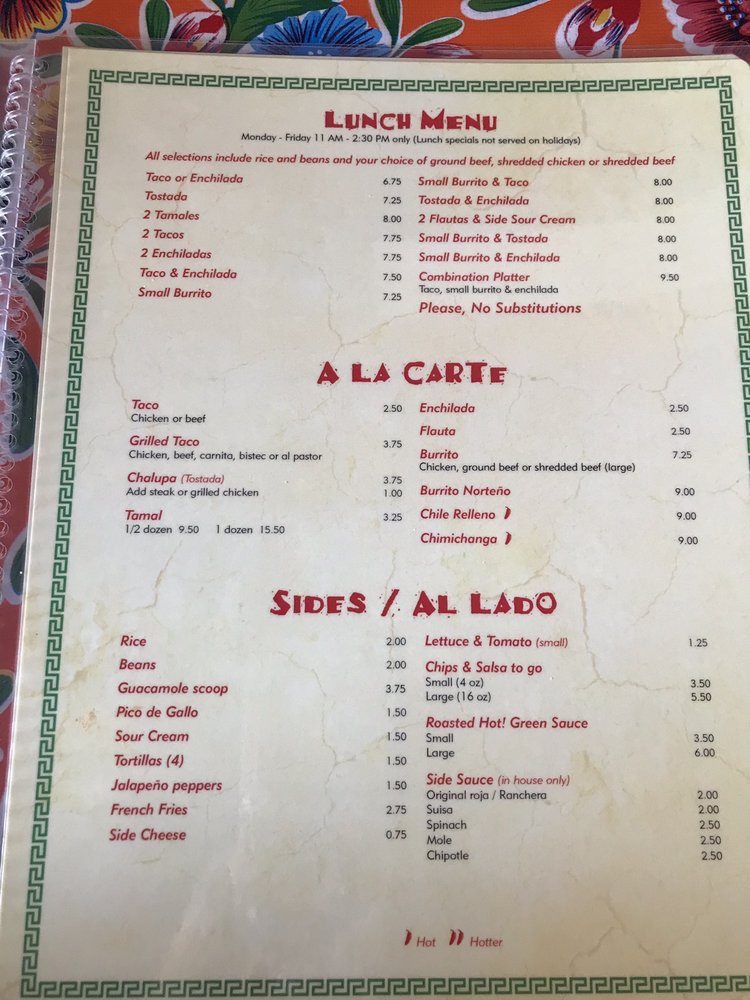 LUNCH MENU
Monday - Friday 11 AM - 2:30 PM only (Lunch specials not served on holidays)
All selections include rice and beans and your choice of ground beef, shredded chicken or shredded beef
Taco or Enchilada 6.75
Tostada 7.25
2 Tamales 8.00
2 Tacos 7.75
2 Enchiladas 7.75
Taco & Enchilada 7.50
Small Burrito 7.25
Small Burrito & Taco 8.00
Tostada & Enchilada 8.00
2 Flautas & Side Sour Cream 8.00
Small Burrito & Tostada 8.00
Small Burrito & Enchilada 8.00
Combination Platter 9.50
Taco, small burrito & enchilada
Please, No Substitutions
A LA CARTE
Taco 2.50
Chicken or beef
Grilled Taco 3.75
Chicken, beef, carnita, bistec or al pastor
Chalupa (Tostada) 3.75
Add steak or grilled chicken 1.00
Tamal 3.25
1/2 dozen 9.50 1 dozen 15.50
Enchilada 2.50
Flauta 2.50
Burrito 7.25
Chicken, ground beef or shredded beef (large)
Burrito Norteño 9.00
Chile Relleno 9.00
Chimichanga 9.00
SIDES / AL LADO
Rice 2.00
Beans 2.00
Guacamole scoop 3.75
Pico de Gallo 1.50
Sour Cream 1.50
Tortillas (4) 1.50
Jalapeño peppers 1.50
French Fries 2.75
Side Cheese 0.75
Lettuce & Tomato (small) 1.25
Chips & Salsa to go
Small (4 oz) 3.50
Large (16 oz) 5.50
Roasted Hot! Green Sauce
Small 3.50
Large 6.00
Side Sauce (in house only)
Original roja / Ranchera 2.00
Suisa 2.00
Spinach 2.50
Mole 2.50
Chipotle 2.50
Hot Hotter